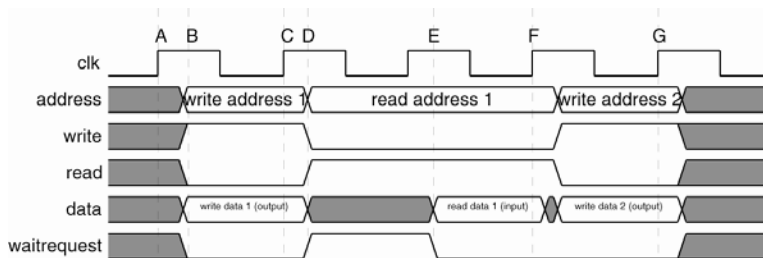 A B C D E F G
clk
address write address 1 read address 1 write address 2
write
read
data write data 1 (output) read data 1 (input) write data 2 (output)
waitrequest